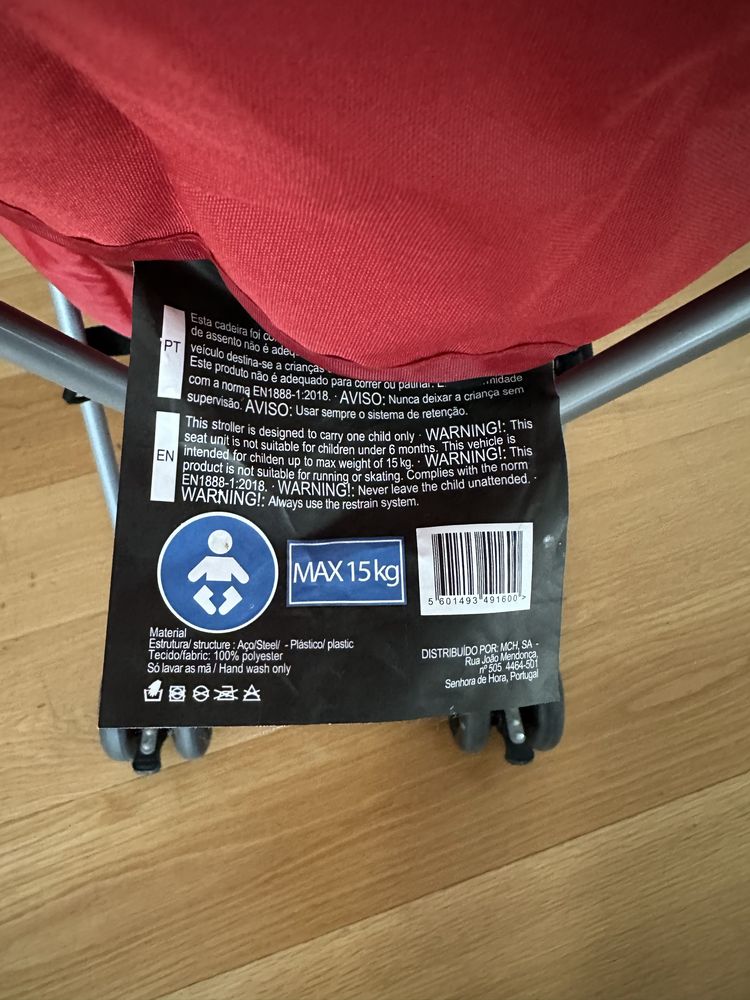 PT
Esta cadeira foi
de assento não é
veículo destina-se a crianças
Este produto não é adequado para correr ou patinar.
com a norma EN1888-1:2018. · AVISO: Nunca deixar a criança sem
supervisão. AVISO: Usar sempre o sistema de retenção.
EN
This stroller is designed to carry one child only · WARNING!: This
seat unit is not suitable for children under 6 months. This vehicle is
intended for childen up to max weight of 15 kg. · WARNING!: This
product is not suitable for running or skating. Complies with the norm
EN1888-1:2018. · WARNING!: Never leave the child unattended. ·
WARNING!: Always use the restrain system.
MAX 15kg
5 601493 491600 >
Material
Estrutura/ structure : Aço/Steel/ - Plástico/ plastic
Tecido/fabric: 100% polyester
Só lavar as mã / Hand wash only
DISTRIBUÍDO POR: MCH, SA -
Rua João Mendonça,
nº 505 4464-501
Senhora de Hora, Portugal